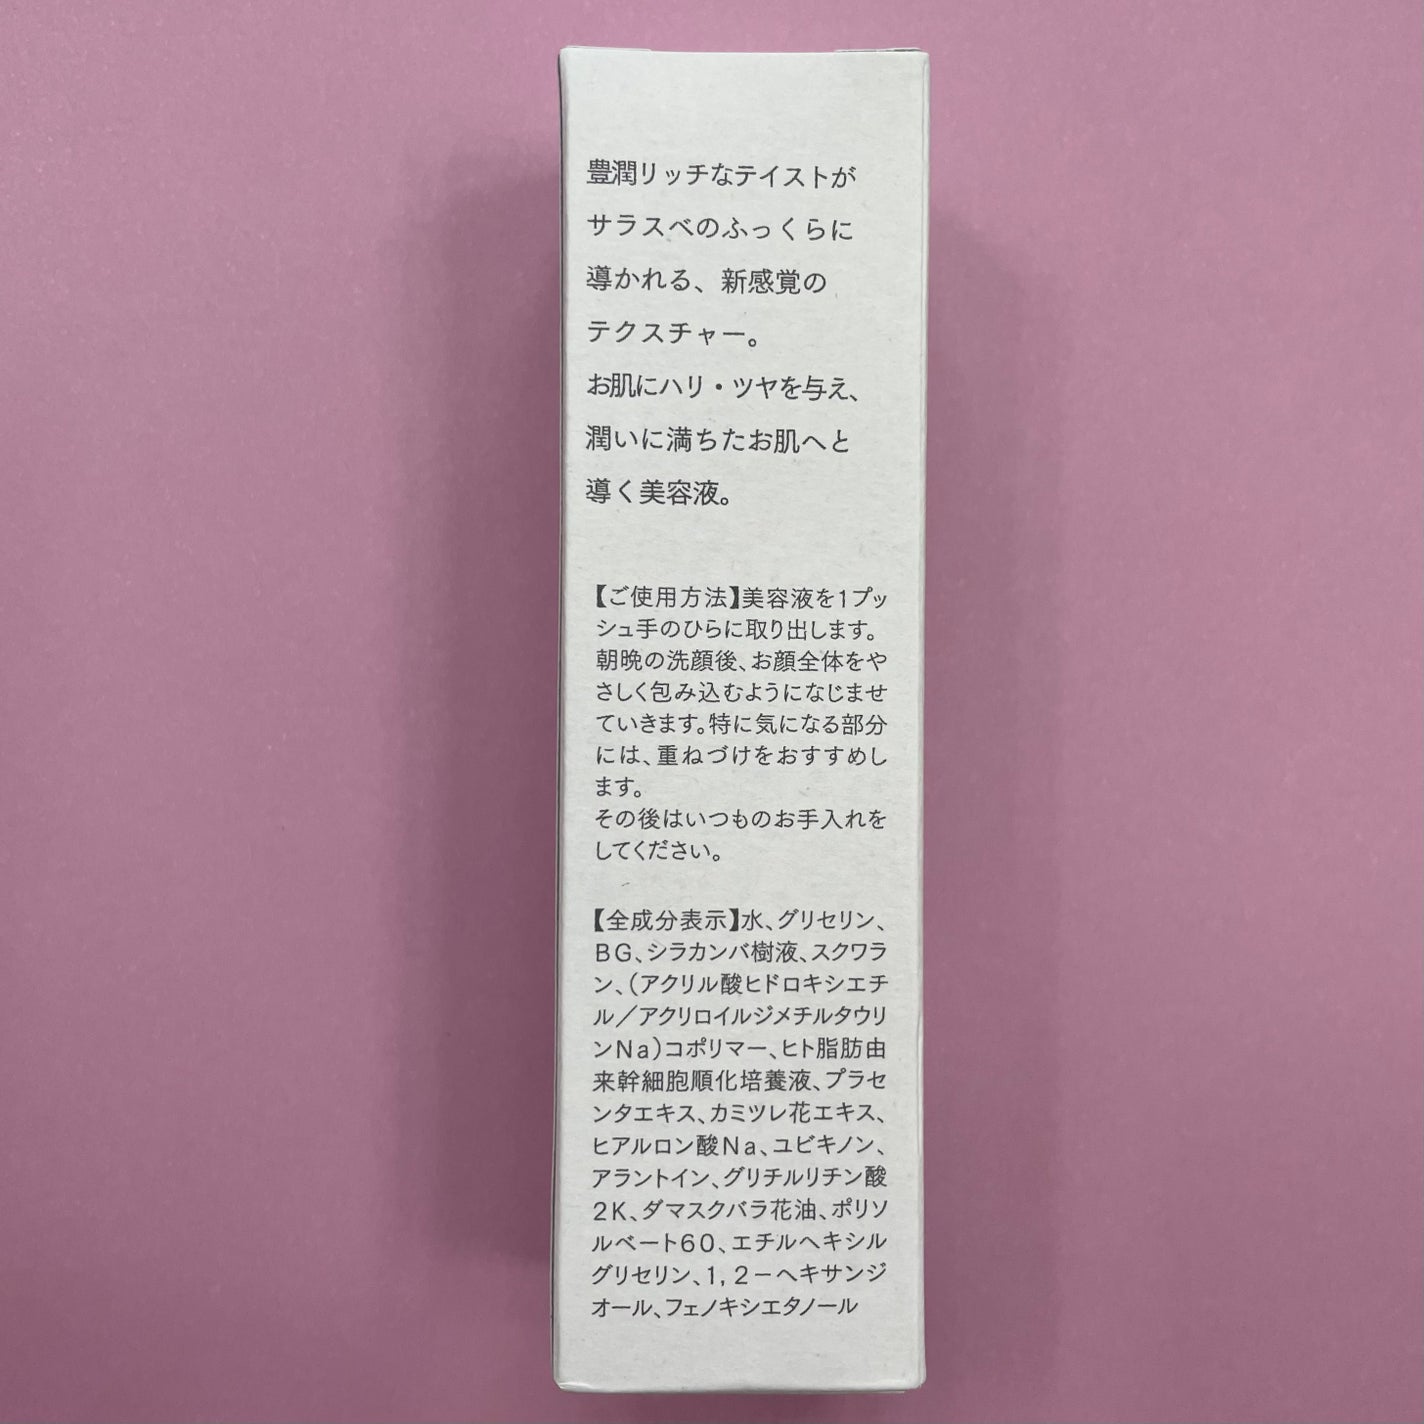 豊潤リッチなテイストが
サラスベのふっくらに
導かれる、新感覚の
テクスチャー。
お肌にハリ・ツヤを与え、
潤いに満ちたお肌へと
導く美容液。
【ご使用方法】美容液を1プッ
シュ手のひらに取り出します。
朝晩の洗顔後、お顔全体をや
さしく包み込むようになじませ
ていきます。特に気になる部分
には、重ねづけをおすすめし
ます。
その後はいつものお手入れを
してください。
【全成分表示】水、グリセリン、
BG、シラカンバ樹液、スクワラ
ン、(アクリル酸ヒドロキシエチ
ル／アクリロイルジメチルタウリ
ンNa)コポリマー、ヒト脂肪由
来幹細胞順化培養液、プラセ
ンタエキス、カミツレ花エキス、
ヒアルロン酸Na、ユビキノン、
アラントイン、グリチルリチン酸
2K、ダマスクバラ花油、ポリソ
ルベート60、エチルヘキシル
グリセリン、1,2－ヘキサンジ
オール、フェノキシエタノール